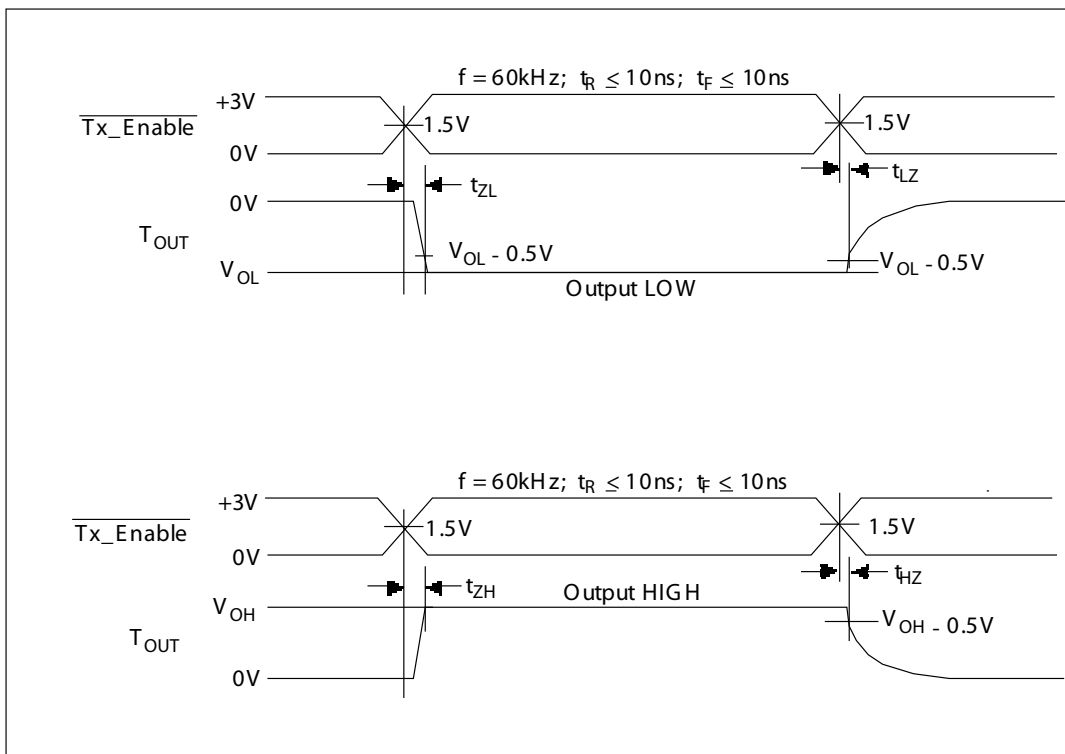 f = 60kHz; tR ≤ 10ns; tF ≤ 10ns
+3V
Tx_Enable
1.5V
1.5V
0V
tZL
tLZ
0V
TOUT
VOL - 0.5V
VOL - 0.5V
VOL
Output LOW
f = 60kHz; tR ≤ 10ns; tF ≤ 10ns
+3V
Tx_Enable
1.5V
1.5V
0V
tZH
tHZ
VOH
Output HIGH
VOH - 0.5V
TOUT
0V